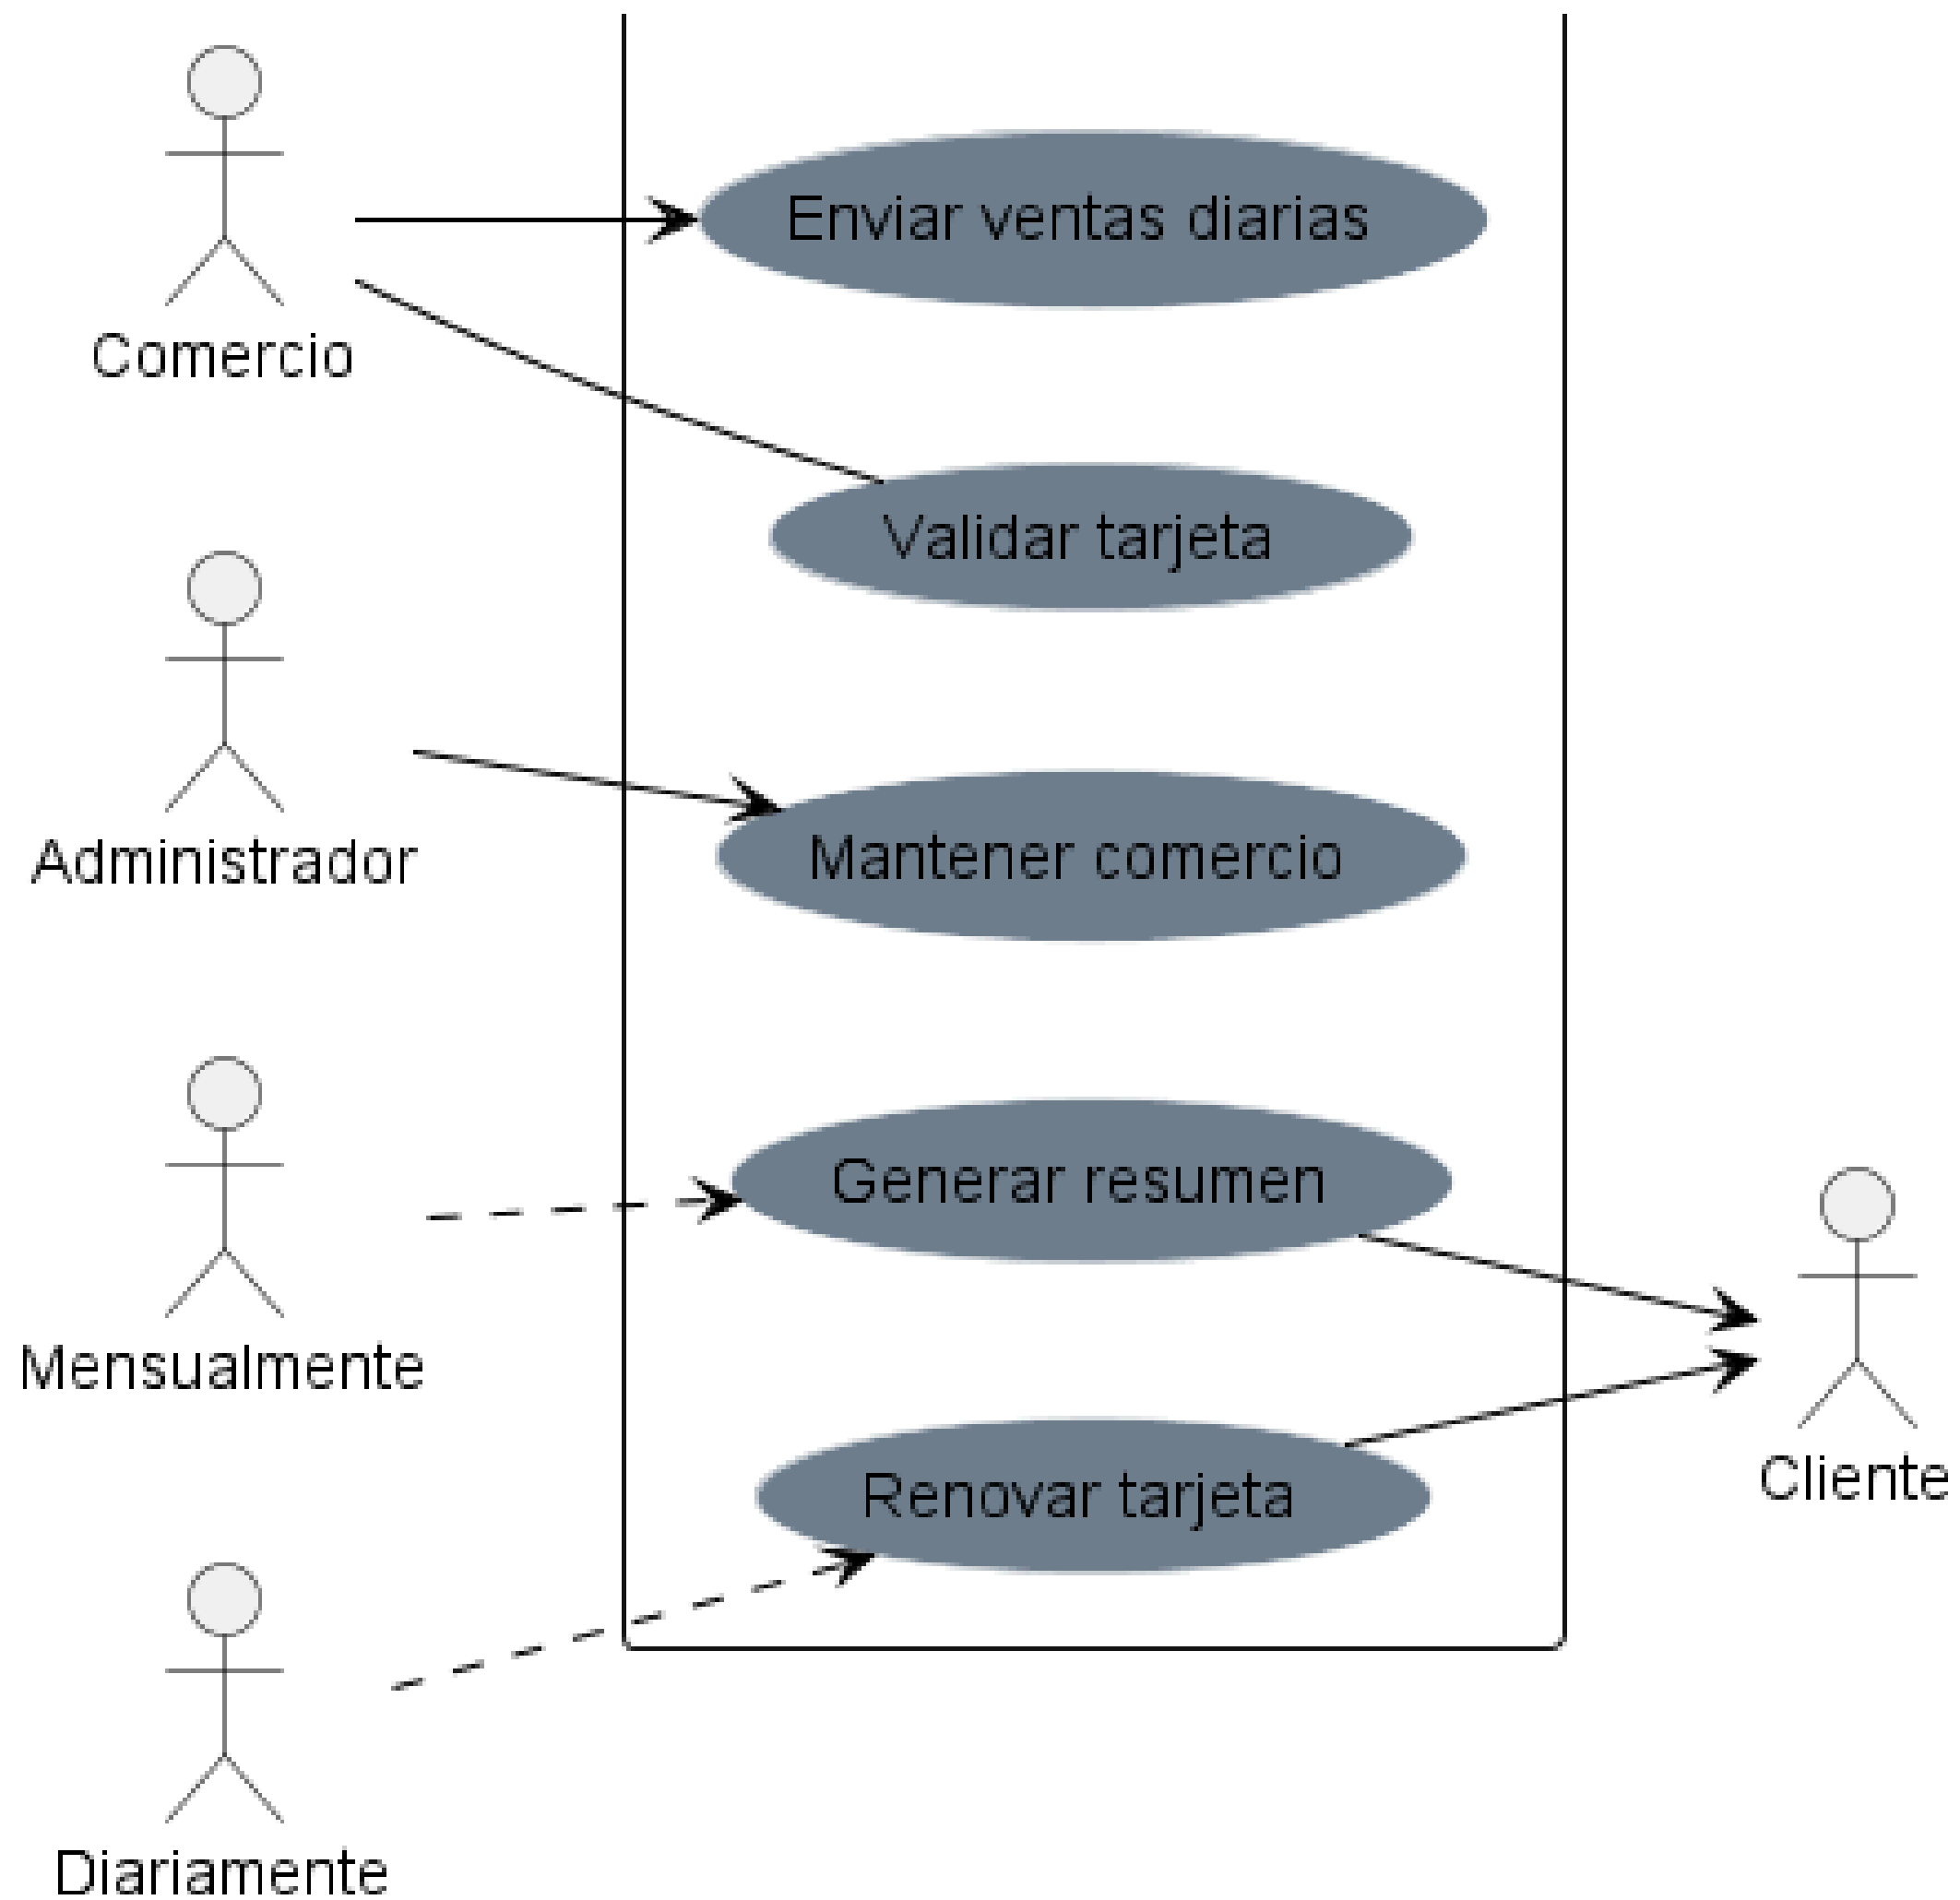 Comercio
Enviar ventas diarias
Validar tarjeta
Administrador
Mantener comercio
Mensualmente
Generar resumen
Cliente
Renovar tarjeta
Diariamente